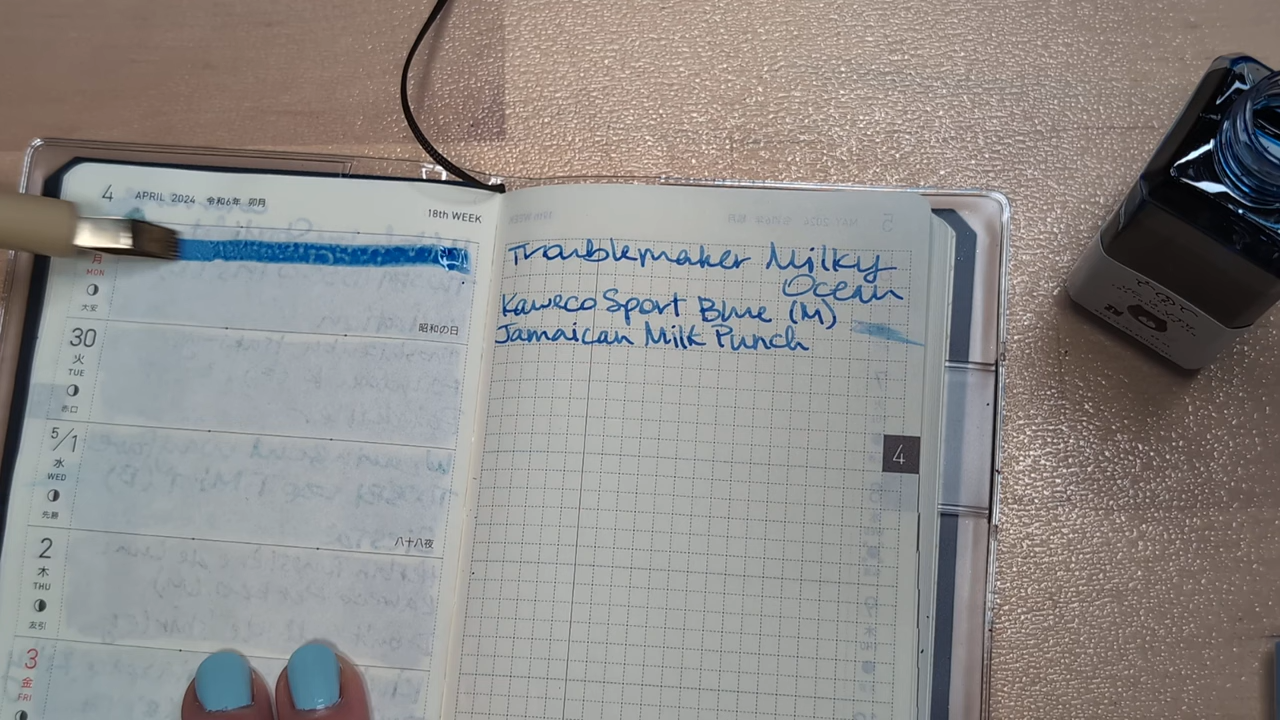 4 APRIL 2024 令和6年 卯月
18th WEEK
月
MON
大安
昭和の日
30
火
TUE
赤口
5/1
水
WED
先勝
八十八夜
2
木
THU
友引
3
金
FRI
Troublemaker Milky
Ocean
Kaweco Sport Blue (M)
Jamaican Milk Punch
4